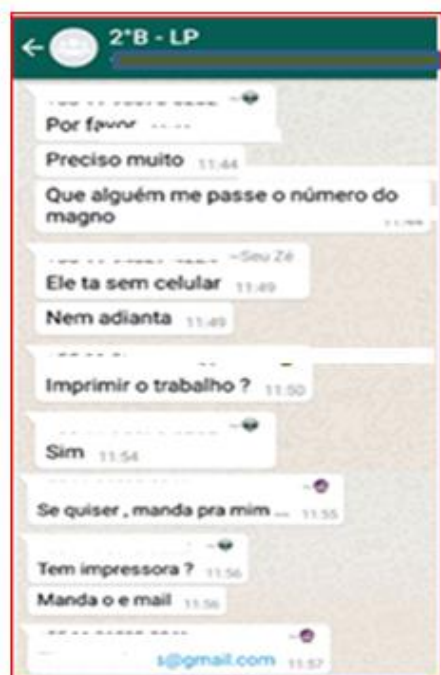 2°B - LP
Por favor
Preciso muito 11:44
Que alguém me passe o número do
magno
~Seu Zé
Ele ta sem celular 11:49
Nem adianta 11:49
Imprimir o trabalho ? 11:50
Sim 11:54
Se quiser , manda pra mim ... 11:55
Tem impressora ? 11:56
Manda o e mail 11:56
s@gmail.com 11:57